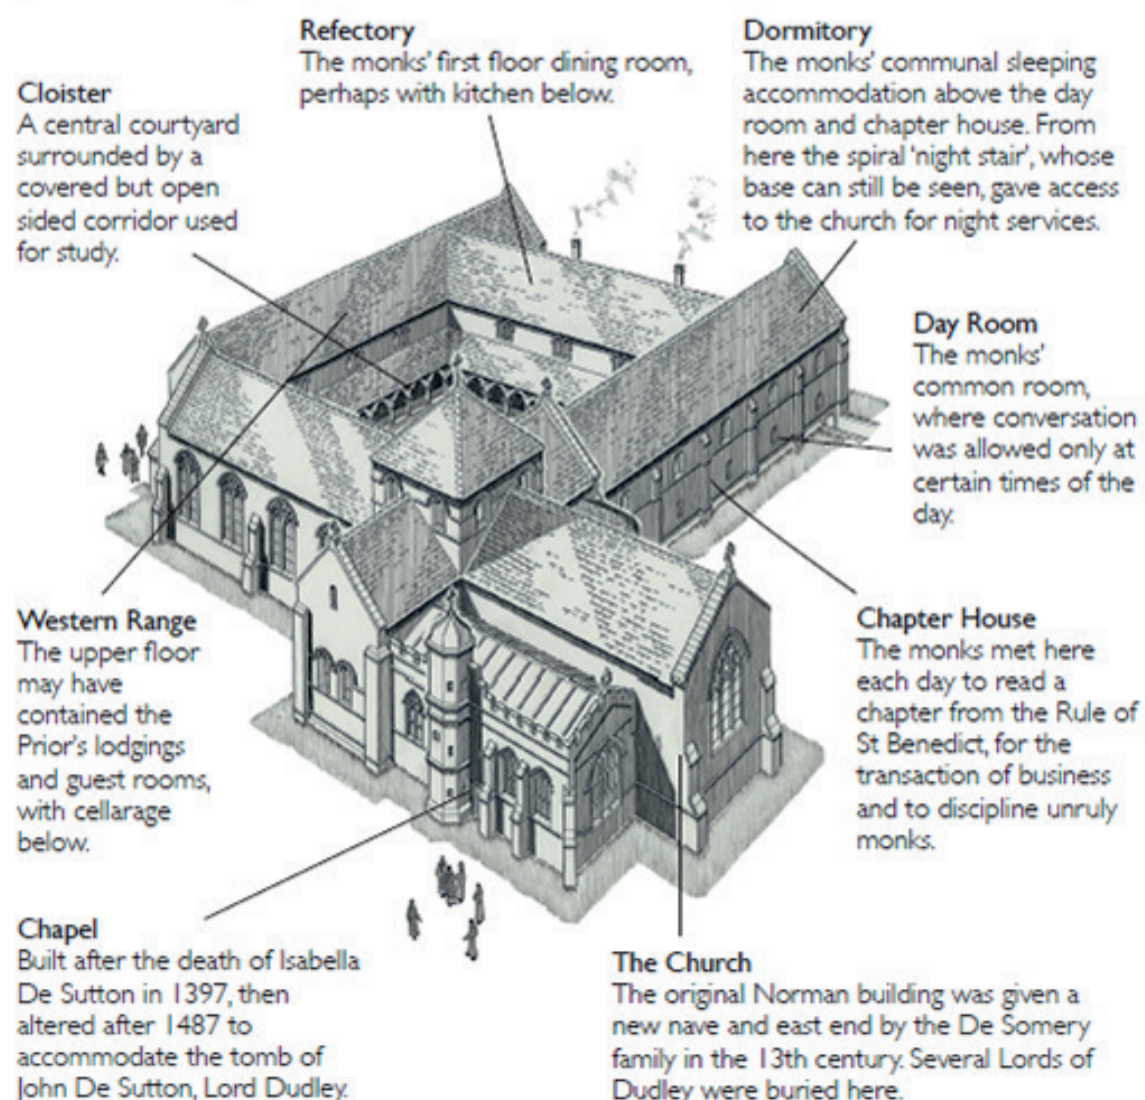 Refectory
The monks' first floor dining room,
perhaps with kitchen below.
Dormitory
The monks' communal sleeping
accommodation above the day
room and chapter house. From
here the spiral 'night stair', whose
base can still be seen, gave access
to the church for night services.
Cloister
A central courtyard
surrounded by a
covered but open
sided corridor used
for study.
Day Room
The monks'
common room,
where conversation
was allowed only at
certain times of the
day.
Western Range
The upper floor
may have
contained the
Prior's lodgings
and guest rooms,
with cellarage
below.
Chapter House
The monks met here
each day to read a
chapter from the Rule of
St Benedict, for the
transaction of business
and to discipline unruly
monks.
Chapel
Built after the death of Isabella
De Sutton in 1397, then
altered after 1487 to
accommodate the tomb of
John De Sutton, Lord Dudley.
The Church
The original Norman building was given a
new nave and east end by the De Somery
family in the 13th century. Several Lords of
Dudley were buried here.